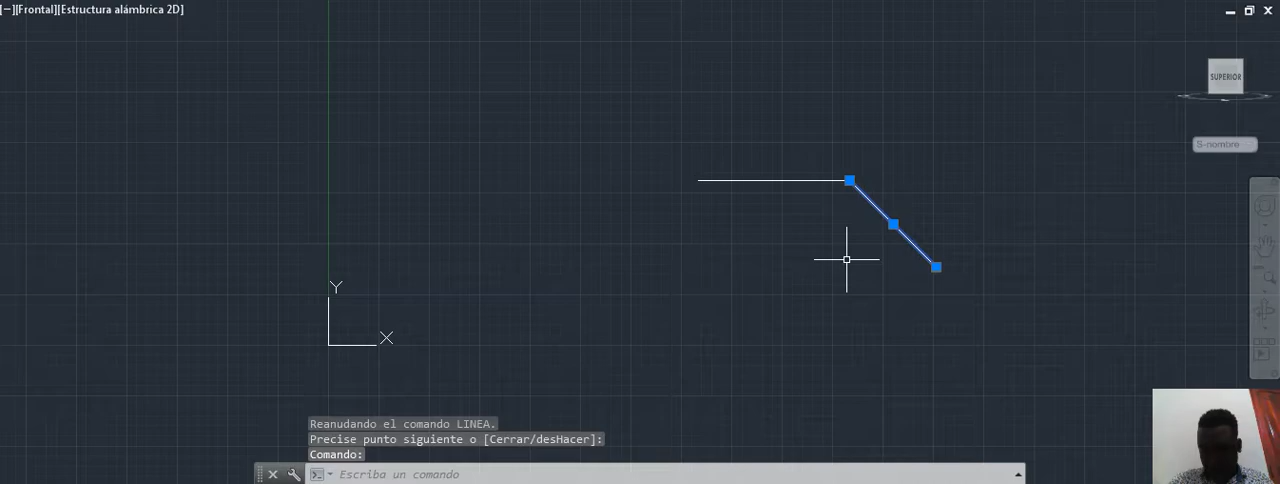 [−][Frontal][Estructura alámbrica 2D]
SUPERIOR
S-nombre
Y
X
Reanudando el comando LINEA.
Precise punto siguiente o [Cerrar/desHacer]:
Comando:
Escriba un comando